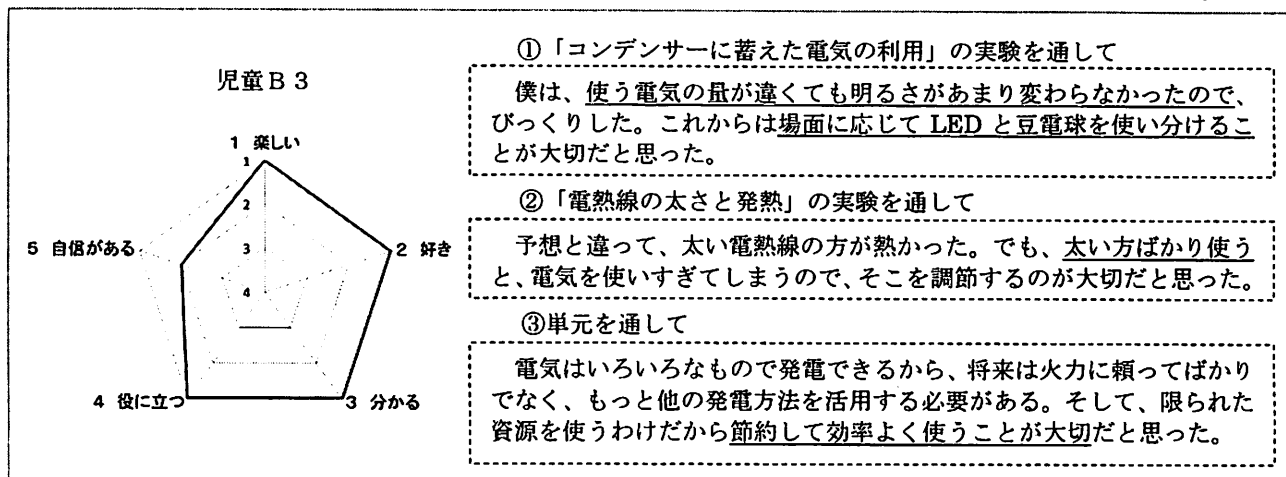 児童B3
1 楽しい
1
2
3
4
5 自信がある
2 好き
4 役に立つ
3 分かる
①「コンデンサーに蓄えた電気の利用」の実験を通して
僕は、使う電気の量が違くても明るさがあまり変わらなかったので、
びっくりした。これからは場面に応じて LED と豆電球を使い分けるこ
とが大切だと思った。
②「電熱線の太さと発熱」の実験を通して
予想と違って、太い電熱線の方が熱かった。でも、太い方ばかり使う
と、電気を使いすぎてしまうので、そこを調節するのが大切だと思った。
③単元を通して
電気はいろいろなもので発電できるから、将来は火力に頼ってばかり
でなく、もっと他の発電方法を活用する必要がある。そして、限られた
資源を使うわけだから節約して効率よく使うことが大切だと思った。